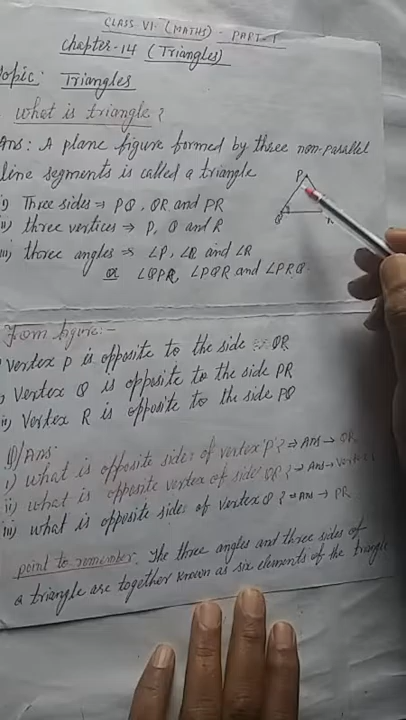 CLASS VI (MATHS) - PART-1
Chapter-14 (Triangles)
opic: Triangles
What is triangle?
Ans: A plane figure formed by three non-parallel
line segments is called a triangle
P
Q
i) Three sides → PQ, QR and PR
ii) three vertices → P, Q and R
iii) three angles → ∠P, ∠Q and ∠R
OR ∠QPR, ∠PQR and ∠PRQ.
From figure:-
vertex P is opposite to the side QR
vertex Q is opposite to the side PR
vertex R is opposite to the side PQ
Q/Ans:
i) What is opposite sides of vertex 'P'? → Ans → QR
ii) What is opposite vertex of side → Ans →
iii) what is opposite sides of vertex Q? → Ans → PR
point to remember: The three angles and three sides of
a triangle are together known as six elements of the triangle